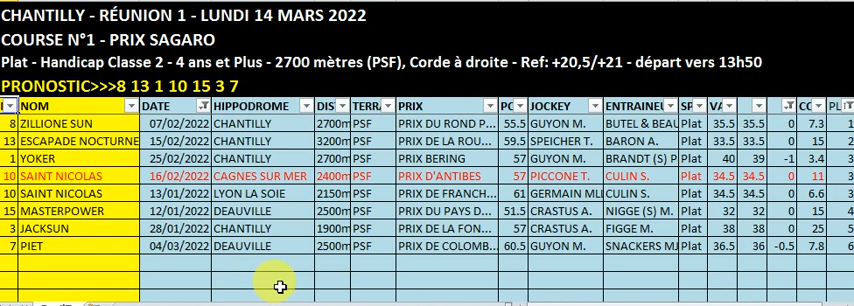 CHANTILLY - RÉUNION 1 - LUNDI 14 MARS 2022
COURSE N°1 - PRIX SAGARO
Plat - Handicap Classe 2 - 4 ans et Plus - 2700 mètres (PSF), Corde à droite - Ref: +20,5/+21 - départ vers 13h50
PRONOSTIC>>>8 13 1 10 15 3 7
NOM DATE HIPPODROME DIST TERRA PRIX PO JOCKEY ENTRAINEU SP VA CO PL
8 ZILLIONE SUN 07/02/2022 CHANTILLY 2700m PSF PRIX DU ROND P... 55.5 GUYON M. BUTEL & BEAU Plat 35.5 35.5 0 7.3 1
13 ESCAPADE NOCTURNE 15/02/2022 CHANTILLY 3200m PSF PRIX DE LA ROU... 59.5 SPEICHER T. BARON A. Plat 33.5 33.5 0 15 2
1 YOKER 25/02/2022 CHANTILLY 2700m PSF PRIX BERING 57 GUYON M. BRANDT (S) P Plat 40 39 -1 3.4 3
10 SAINT NICOLAS 16/02/2022 CAGNES SUR MER 2400m PSF PRIX D'ANTIBES 57 PICCONE T. CULIN S. Plat 34.5 34.5 0 11 3
10 SAINT NICOLAS 12/01/2022 LYON LA SOIE 2150m PSF PRIX DE FRANCH... 61 GERMAIN MLL CULIN S. Plat 34.5 34.5 0 6.6 3
15 MASTERPOWER 12/01/2022 DEAUVILLE 2500m PSF PRIX DU PAYS D... 51.5 CRASTUS A. NIGGE (S) M. Plat 32 32 0 15 4
3 JACKSUN 28/01/2022 CHANTILLY 1900m PSF PRIX DE LA FON... 57 CRASTUS A. FIGGE M. Plat 38 38 0 25 5
7 PIET 04/03/2022 DEAUVILLE 2500m PSF PRIX DE COLOMB... 60.5 GUYON M. SNACKERS MJ Plat 36.5 36 -0.5 7.8 6